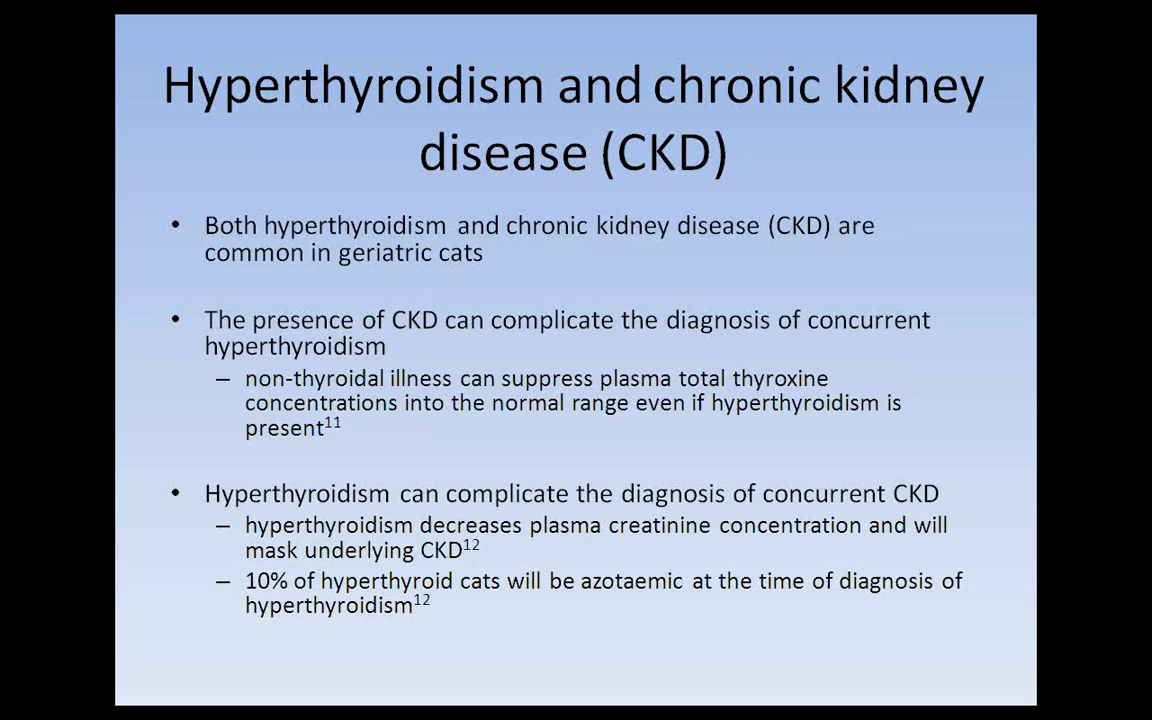 Hyperthyroidism and chronic kidney
disease (CKD)
• Both hyperthyroidism and chronic kidney disease (CKD) are
common in geriatric cats
• The presence of CKD can complicate the diagnosis of concurrent
hyperthyroidism
– non-thyroidal illness can suppress plasma total thyroxine
concentrations into the normal range even if hyperthyroidism is
present¹¹
• Hyperthyroidism can complicate the diagnosis of concurrent CKD
– hyperthyroidism decreases plasma creatinine concentration and will
mask underlying CKD¹²
– 10% of hyperthyroid cats will be azotaemic at the time of diagnosis of
hyperthyroidism¹²